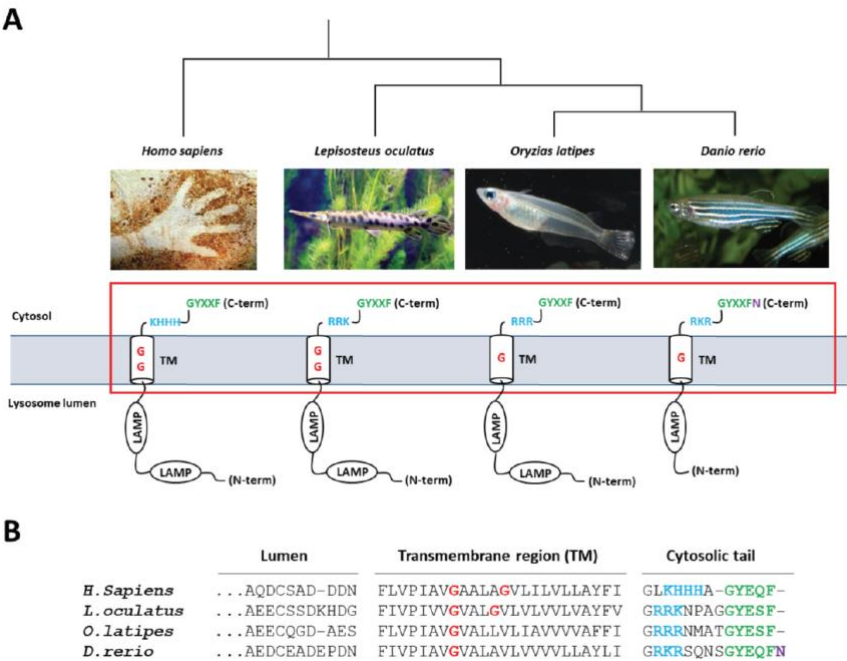 A
Homo sapiens Lepisosteus oculatus Oryzias latipes Danio rerio
GYXXF (C-term) GYXXF (C-term) GYXXF (C-term) GYXXFN (C-term)
Cytosol
KHHH RRK RRR RKR
G G G G
TM TM TM TM
G G
Lysosome lumen
LAMP LAMP LAMP LAMP
LAMP (N-term) LAMP (N-term) LAMP (N-term) (N-term)
B
Lumen Transmembrane region (TM) Cytosolic tail
H.Sapiens ...AQDCSAD-DDN FLVPIAVGAALAGVLILVLLAYFI GLKHHHA-GYEQF-
L.oculatus ...AEECSSDKHDG FLVPIAVGAVLGVLVLLVLVAYFV GRRKNPAGGYESF-
O.latipes ...AEECQGD-AES FLVPIAVGVALLVLIAVVVVAFFI GRRRNMATGYESF-
D.rerio ...AEDCEADEPDN FIVPIAVGVALAVLVLVVLLAYLI GRKRSQNSGYEQFN